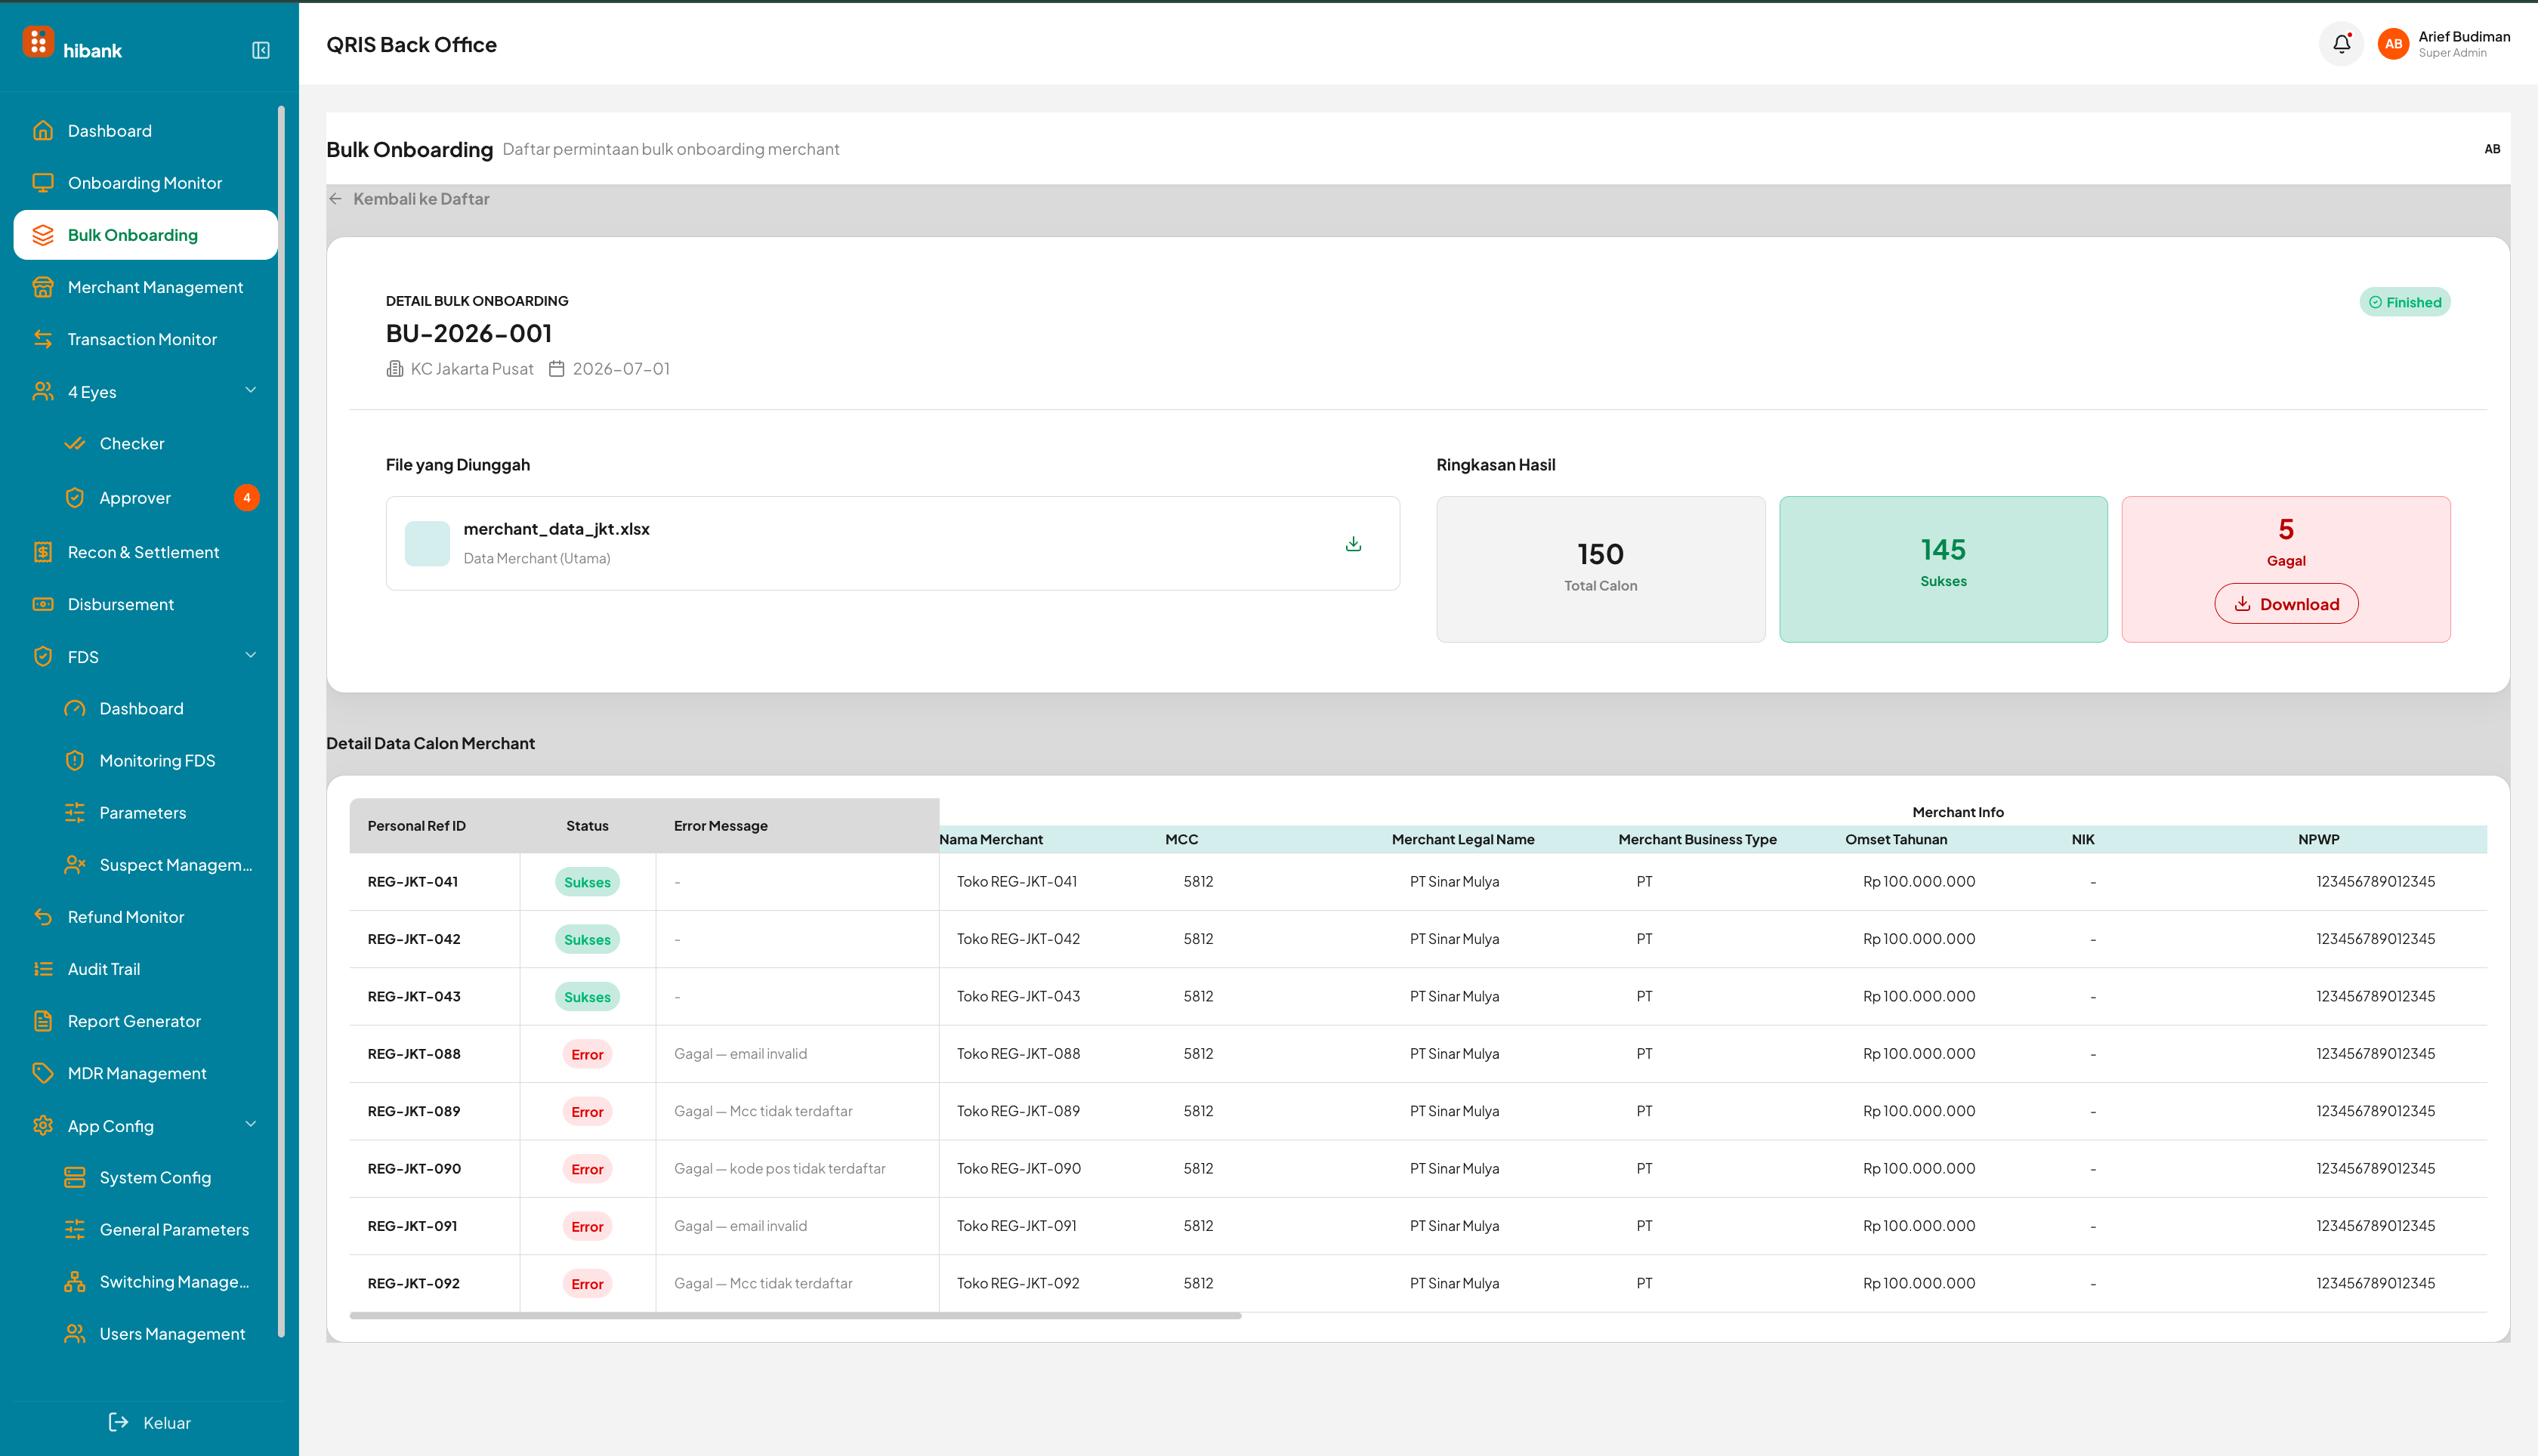 hibank
QRIS Back Office
AB
Arief Budiman
Super Admin
Dashboard
Onboarding Monitor
Bulk Onboarding
Merchant Management
Transaction Monitor
4 Eyes
Checker
Approver
4
Recon & Settlement
Disbursement
FDS
Dashboard
Monitoring FDS
Parameters
Suspect Managem...
Refund Monitor
Audit Trail
Report Generator
MDR Management
App Config
System Config
General Parameters
Switching Manage...
Users Management
Keluar
Bulk Onboarding Daftar permintaan bulk onboarding merchant
AB
Kembali ke Daftar
DETAIL BULK ONBOARDING
BU-2026-001
KC Jakarta Pusat 2026-07-01
Finished
File yang Diunggah
merchant_data_jkt.xlsx
Data Merchant (Utama)
Ringkasan Hasil
150
Total Calon
145
Sukses
5
Gagal
Download
Detail Data Calon Merchant
Merchant Info
Personal Ref ID Status Error Message Nama Merchant MCC Merchant Legal Name Merchant Business Type Omset Tahunan NIK NPWP
REG-JKT-041 Sukses - Toko REG-JKT-041 5812 PT Sinar Mulya PT Rp 100.000.000 - 123456789012345
REG-JKT-042 Sukses - Toko REG-JKT-042 5812 PT Sinar Mulya PT Rp 100.000.000 - 123456789012345
REG-JKT-043 Sukses - Toko REG-JKT-043 5812 PT Sinar Mulya PT Rp 100.000.000 - 123456789012345
REG-JKT-088 Error Gagal — email invalid Toko REG-JKT-088 5812 PT Sinar Mulya PT Rp 100.000.000 - 123456789012345
REG-JKT-089 Error Gagal — Mcc tidak terdaftar Toko REG-JKT-089 5812 PT Sinar Mulya PT Rp 100.000.000 - 123456789012345
REG-JKT-090 Error Gagal — kode pos tidak terdaftar Toko REG-JKT-090 5812 PT Sinar Mulya PT Rp 100.000.000 - 123456789012345
REG-JKT-091 Error Gagal — email invalid Toko REG-JKT-091 5812 PT Sinar Mulya PT Rp 100.000.000 - 123456789012345
REG-JKT-092 Error Gagal — Mcc tidak terdaftar Toko REG-JKT-092 5812 PT Sinar Mulya PT Rp 100.000.000 - 123456789012345